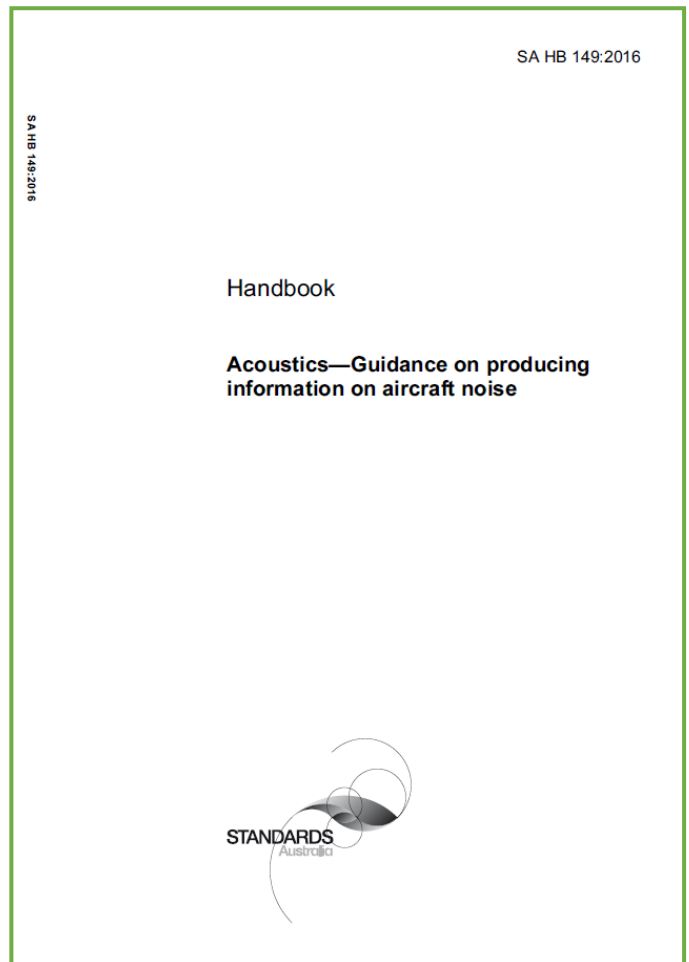 SA HB 149:2016
SA HB 149:2016
Handbook
Acoustics—Guidance on producing
information on aircraft noise
STANDARDS
Australia